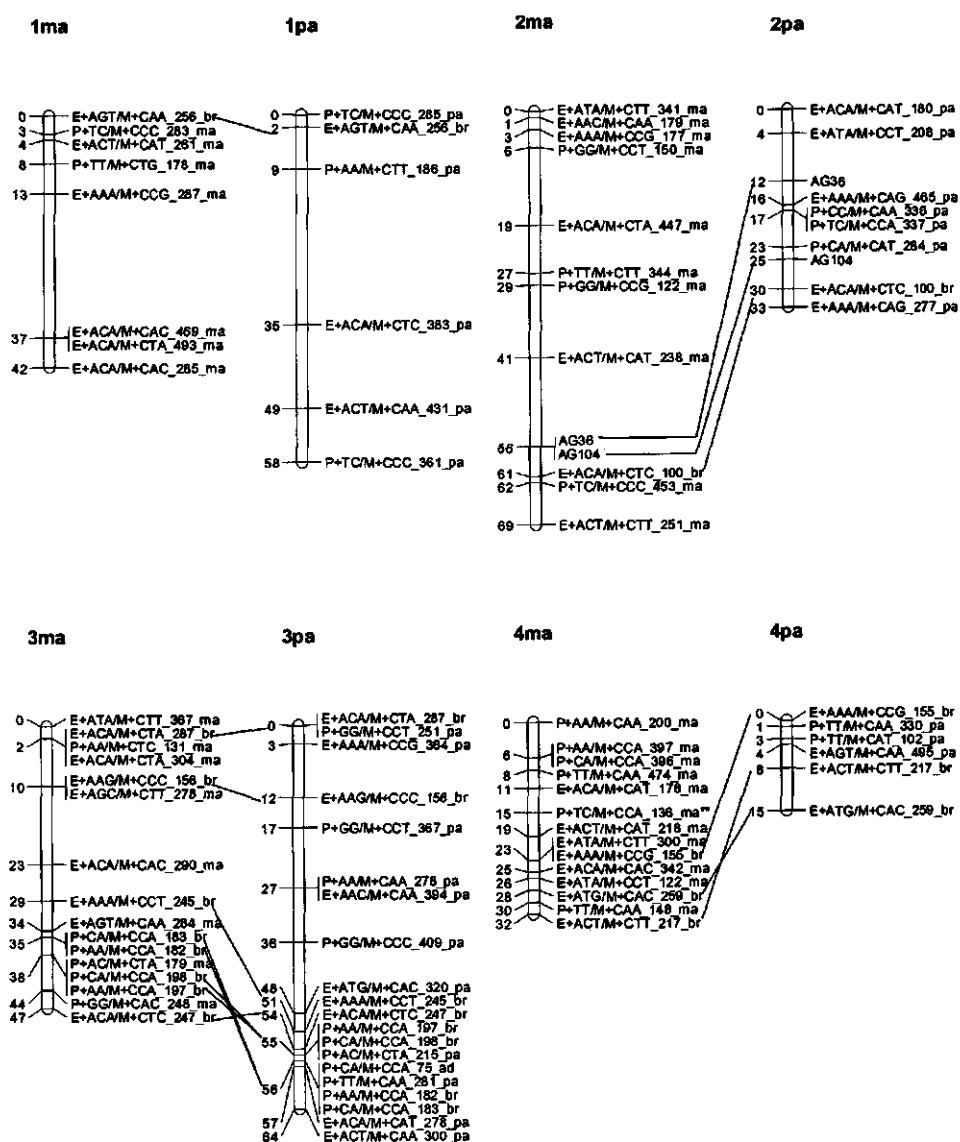 1ma
0 E+AGT/M+CAA_256_br
3 P+TC/M+CCC_283_ma
4 E+ACT/M+CAT_261_ma
8 P+TT/M+CTG_178_ma
13 E+AAA/M+CCG_287_ma
37 E+ACA/M+CAC_469_ma
E+ACA/M+CTA_493_ma
42 E+ACA/M+CAC_285_ma
1pa
0 P+TC/M+CCC_285_pa
2 E+AGT/M+CAA_256_br
9 P+AA/M+CTT_186_pa
35 E+ACA/M+CTC_383_pa
49 E+ACT/M+CAA_431_pa
58 P+TC/M+CCC_361_pa
2ma
0 E+ATA/M+CTT_341_ma
1 E+AAC/M+CAA_179_ma
3 E+AAA/M+CCG_177_ma
6 P+GG/M+CCT_150_ma
19 E+ACA/M+CTA_447_ma
27 P+TT/M+CTT_344_ma
29 P+GG/M+CCG_122_ma
41 E+ACT/M+CAT_238_ma
56 AG36
AG104
61 E+ACA/M+CTC_100_br
62 P+TC/M+CCC_453_ma
69 E+ACT/M+CTT_251_ma
2pa
0 E+ACA/M+CAT_180_pa
4 E+ATA/M+CCT_208_pa
12 AG36
16 E+AAA/M+CAG_465_pa
17 P+CC/M+CAA_336_pa
P+TC/M+CCA_337_pa
23 P+CA/M+CAT_284_pa
25 AG104
30 E+ACA/M+CTC_100_br
33 E+AAA/M+CAG_277_pa
3ma
0 E+ATA/M+CTT_367_ma
2 E+ACA/M+CTA_287_br
P+AA/M+CTC_131_ma
E+ACA/M+CTA_304_ma
10 E+AAG/M+CCC_156_br
E+AGC/M+CTT_278_ma
23 E+ACA/M+CAC_290_ma
29 E+AAA/M+CCT_245_br
34 E+AGT/M+CAA_284_ma
35 P+CA/M+CCA_183_br
P+AA/M+CCA_182_br
38 P+AC/M+CTA_179_ma
P+CA/M+CCA_198_br
P+AA/M+CCA_197_br
44 P+GG/M+CAC_248_ma
47 E+ACA/M+CTC_247_br
3pa
0 E+ACA/M+CTA_287_br
P+GG/M+CCT_251_pa
3 E+AAA/M+CCG_364_pa
12 E+AAG/M+CCC_156_br
17 P+GG/M+CCT_367_pa
27 P+AA/M+CAA_278_pa
E+AAC/M+CAA_394_pa
36 P+GG/M+CCC_409_pa
48 E+ATG/M+CAC_320_pa
51 E+AAA/M+CCT_245_br
54 E+ACA/M+CTC_247_br
55 P+AA/M+CCA_197_br
P+CA/M+CCA_198_br
P+AC/M+CTA_215_pa
56 P+CA/M+CCA_75_ad
P+TT/M+CAA_281_pa
P+AA/M+CCA_182_br
P+CA/M+CCA_183_br
57 E+ACA/M+CAT_278_pa
64 E+ACT/M+CAA_300_pa
4ma
0 P+AA/M+CAA_200_ma
6 P+AA/M+CCA_397_ma
P+CA/M+CCA_396_ma
8 P+TT/M+CAA_474_ma
11 E+ACA/M+CAT_178_ma
15 P+TC/M+CCA_136_ma**
19 E+ACT/M+CAT_216_ma
23 E+ATA/M+CTT_300_ma
E+AAA/M+CCG_155_br
25 E+ACA/M+CAC_342_ma
26 E+ATA/M+CCT_122_ma
28 E+ATG/M+CAC_259_br
30 P+TT/M+CAA_148_ma
32 E+ACT/M+CTT_217_br
4pa
0 E+AAA/M+CCG_155_br
1 P+TT/M+CAA_330_pa
3 P+TT/M+CAT_102_pa
4 E+AGT/M+CAA_495_pa
8 E+ACT/M+CTT_217_br
15 E+ATG/M+CAC_259_br